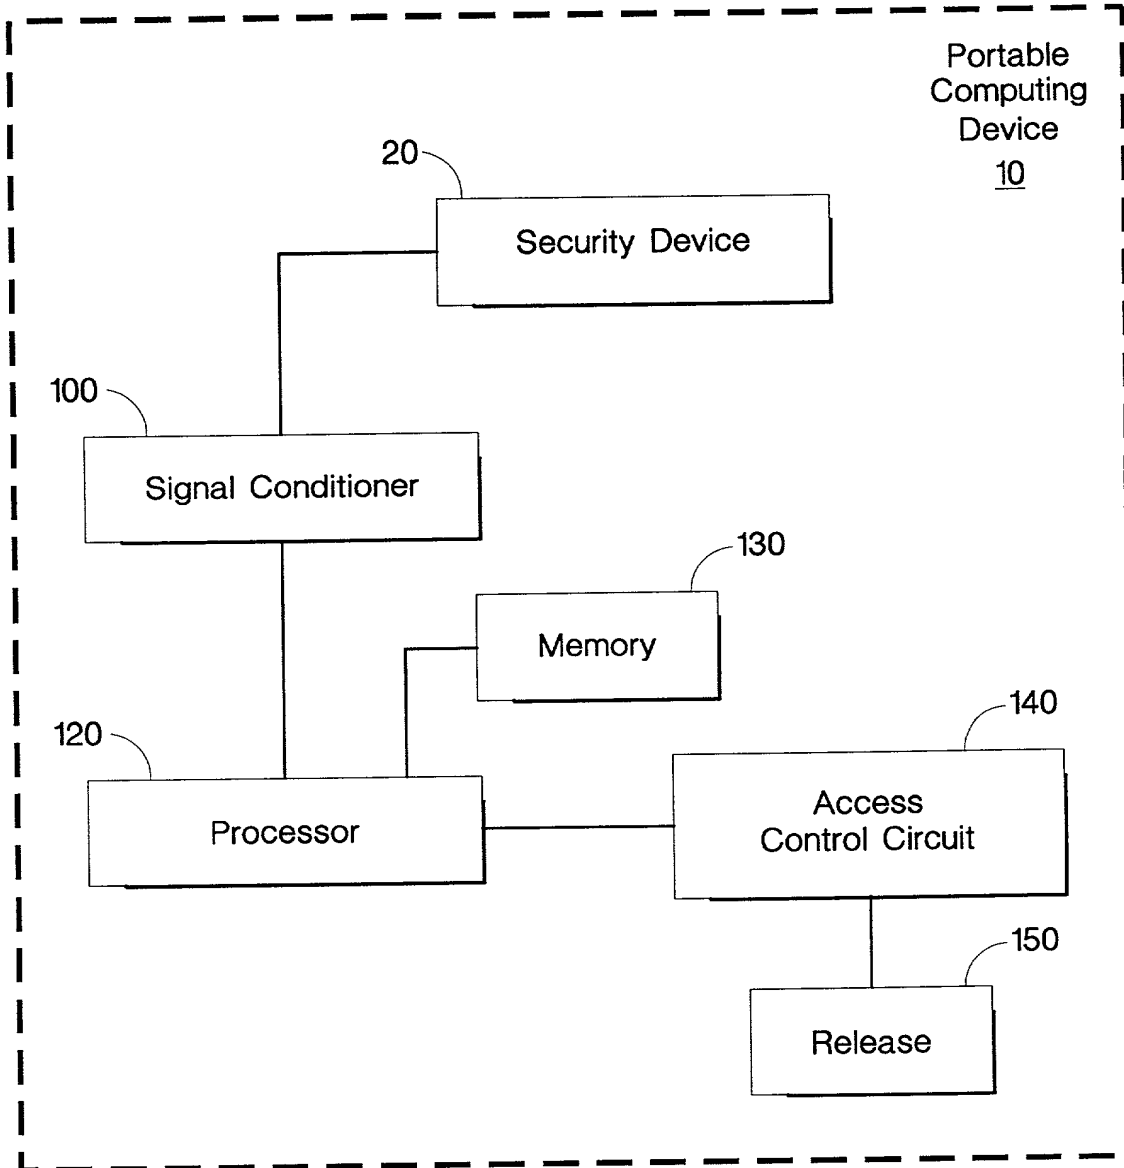 Portable
Computing
Device
10
20
Security Device
100
Signal Conditioner
130
Memory
140
120
Access
Control Circuit
Processor
150
Release